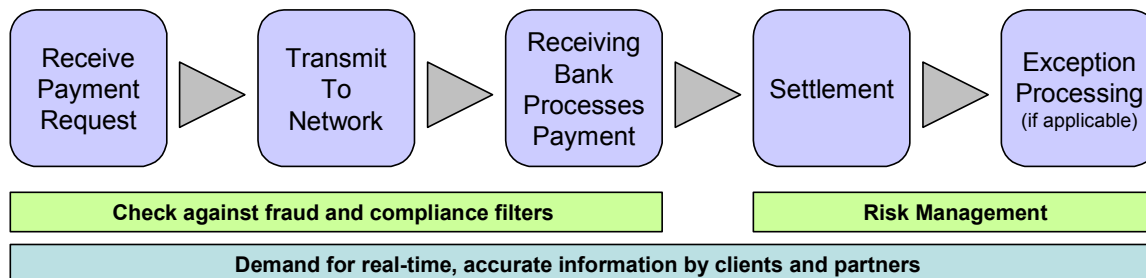 Receive
Payment
Request
Transmit
To
Network
Receiving
Bank
Processes
Payment
Settlement
Exception
Processing
(if applicable)
Check against fraud and compliance filters
Risk Management
Demand for real-time, accurate information by clients and partners